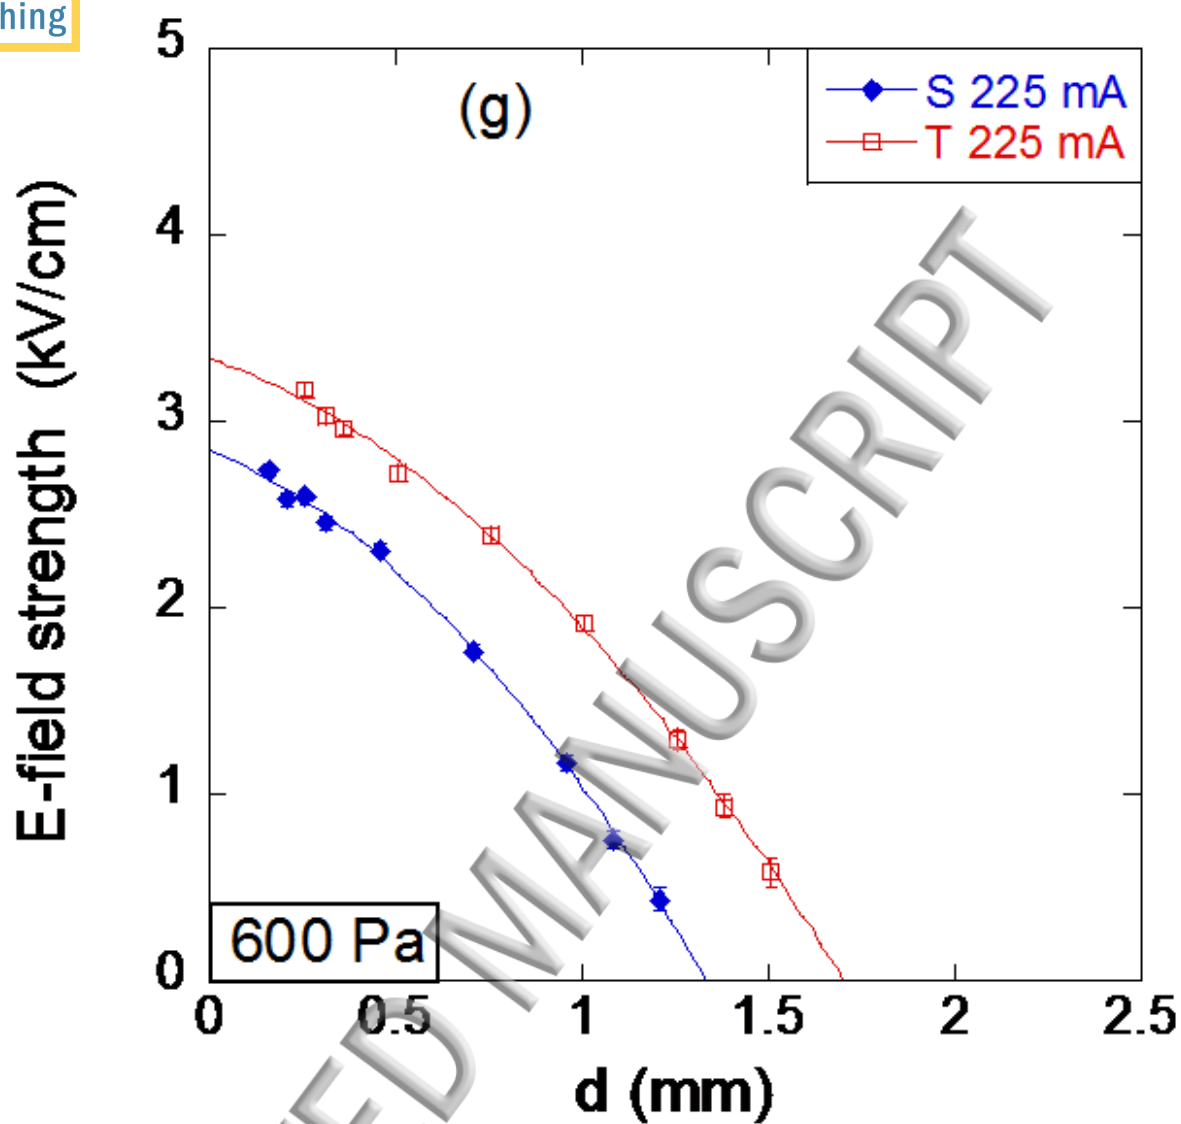 hing
(g)
S 225 mA
T 225 mA
E-field strength (kV/cm)
5
4
3
2
1
0
600 Pa
0 0.5 1 1.5 2 2.5
d (mm)
ED MANUSCRIPT